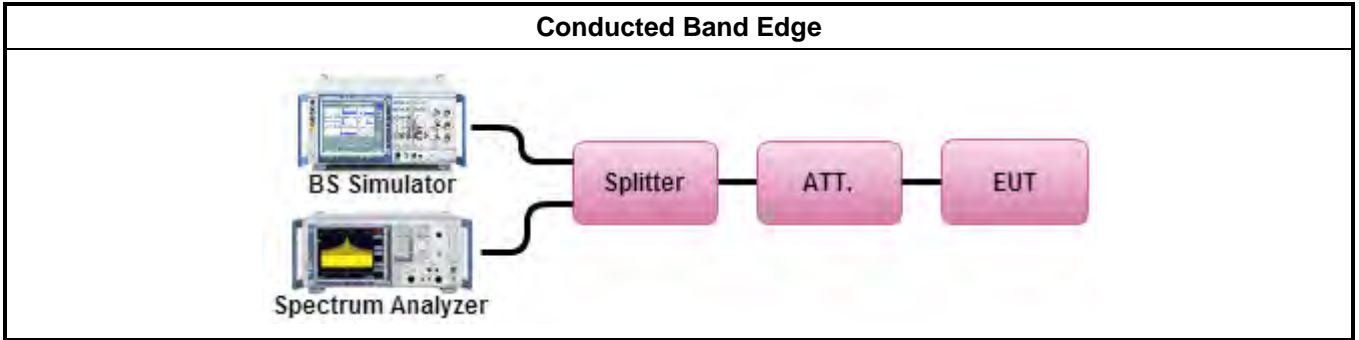 Conducted Band Edge
BS Simulator
Splitter
ATT.
EUT
Spectrum Analyzer